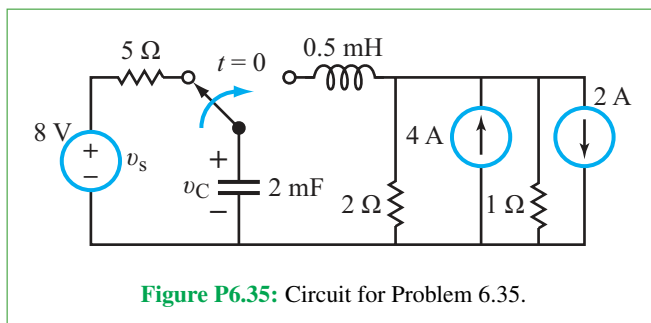 5 Ω
t = 0
0.5 mH
8 V
+
−
υs
+
υC
−
2 mF
2 Ω
4 A
1 Ω
2 A
Figure P6.35: Circuit for Problem 6.35.